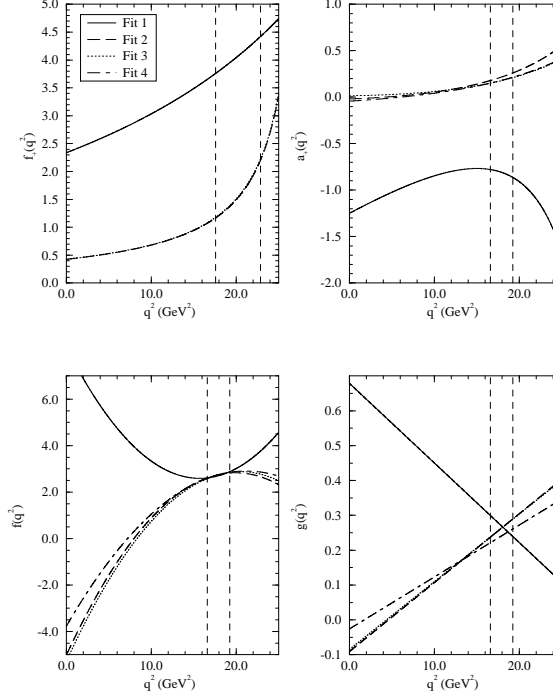 5.0
4.5
4.0
3.5
3.0
2.5
2.0
1.5
1.0
0.5
0.0
f+(q²)
Fit 1
Fit 2
Fit 3
Fit 4
0.0 10.0 20.0
q² (GeV²)
1.0
0.5
0.0
−0.5
−1.0
−1.5
−2.0
a+(q²)
0.0 10.0 20.0
q² (GeV²)
6.0
4.0
2.0
0.0
-2.0
-4.0
f(q²)
0.0 10.0 20.0
q² (GeV²)
0.6
0.5
0.4
0.3
0.2
0.1
0.0
-0.1
g(q²)
0.0 10.0 20.0
q² (GeV²)